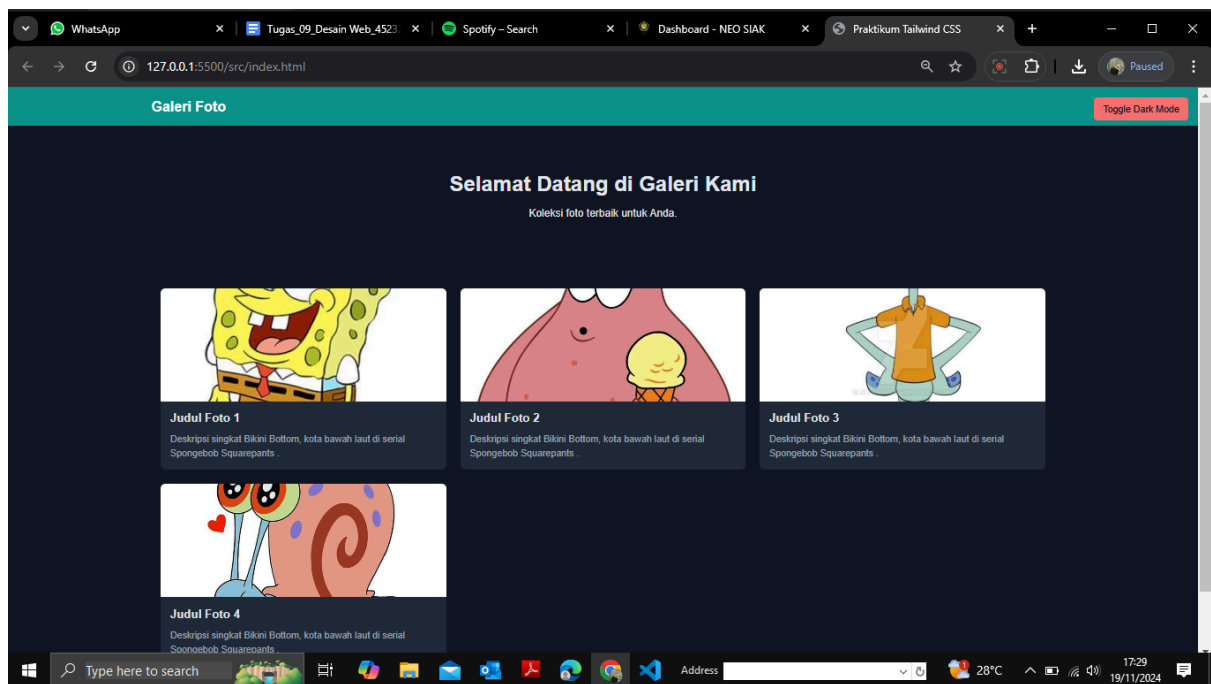 WhatsApp
Tugas_09_Desain Web_4523
Spotify – Search
Dashboard - NEO SIAK
Praktikum Tailwind CSS
127.0.0.1:5500/src/index.html
Paused
Galeri Foto
Toggle Dark Mode
Selamat Datang di Galeri Kami
Koleksi foto terbaik untuk Anda.
Judul Foto 1
Deskripsi singkat Bikini Bottom, kota bawah laut di serial
Spongebob Squarepants .
Judul Foto 2
Deskripsi singkat Bikini Bottom, kota bawah laut di serial
Spongebob Squarepants .
Judul Foto 3
Deskripsi singkat Bikini Bottom, kota bawah laut di serial
Spongebob Squarepants .
Judul Foto 4
Deskripsi singkat Bikini Bottom, kota bawah laut di serial
Spongebob Squarepants .
Type here to search
Address
28°C
17:29
19/11/2024